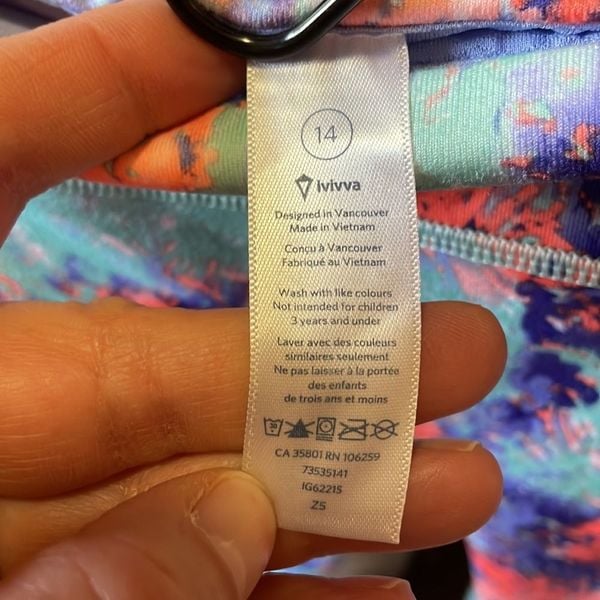 14
ivivva
Designed in Vancouver
Made in Vietnam
Conçu à Vancouver
Fabriqué au Vietnam
Wash with like colours
Not intended for children
3 years and under
Laver avec des couleurs
similaires seulement
Ne pas laisser à la portée
des enfants
de trois ans et moins
30
CA 35801 RN 106259
73535141
IG6221S
Z5